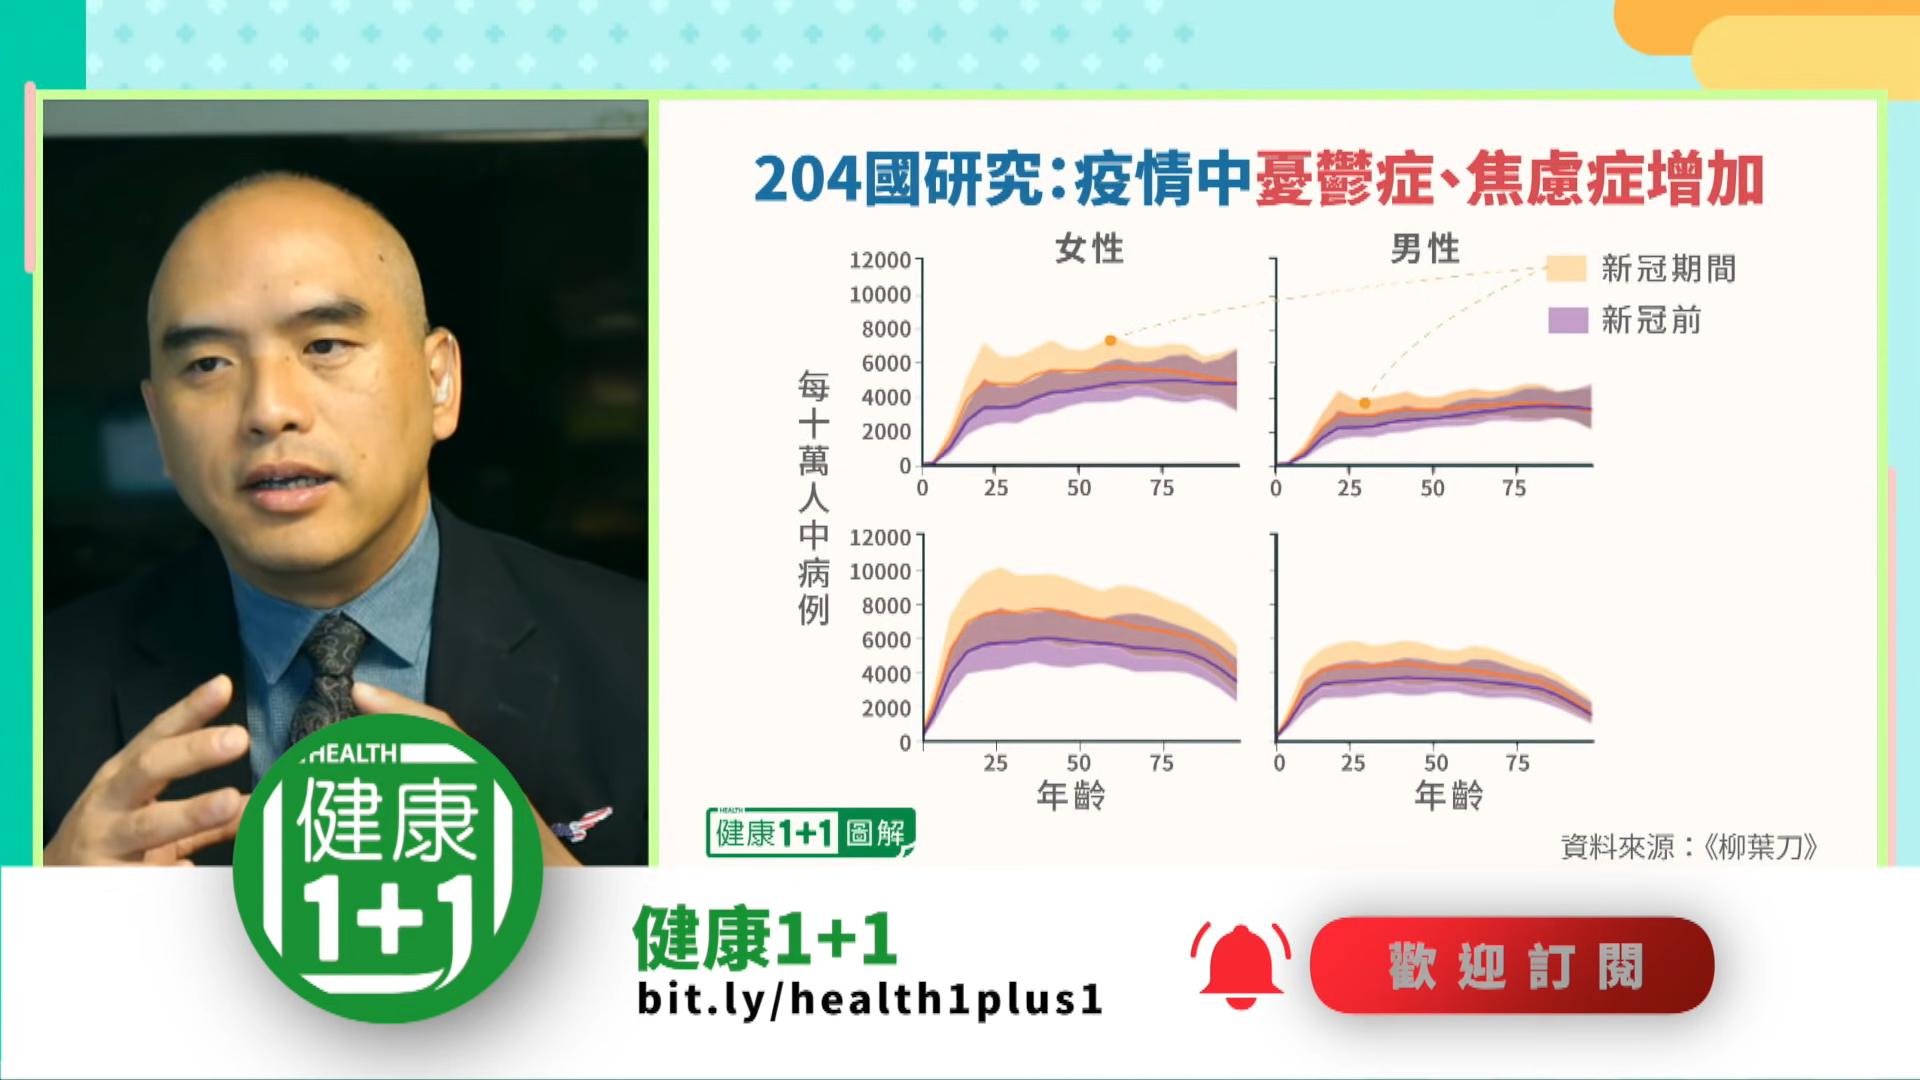 204國研究：疫情中憂鬱症、焦慮症增加
女性
男性
新冠期間
新冠前
每十萬人中病例
12000
10000
8000
6000
4000
2000
0
0 25 50 75
0 25 50 75
12000
10000
8000
6000
4000
2000
0
25 50 75
0 25 50 75
年齡
年齡
HEALTH
健康1+1 圖解
資料來源：《柳葉刀》
HEALTH
健康
1+1
健康1+1
bit.ly/health1plus1
歡迎訂閱